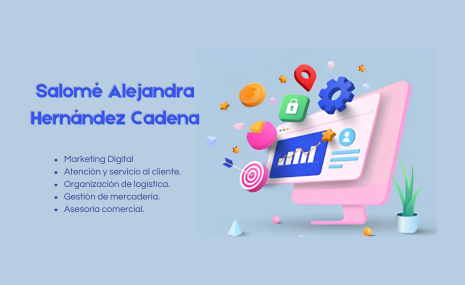 Salomé Alejandra
Hernández Cadena
• Marketing Digital
• Atención y servicio al cliente.
• Organización de logística.
• Gestión de mercadería.
• Asesoría comercial.